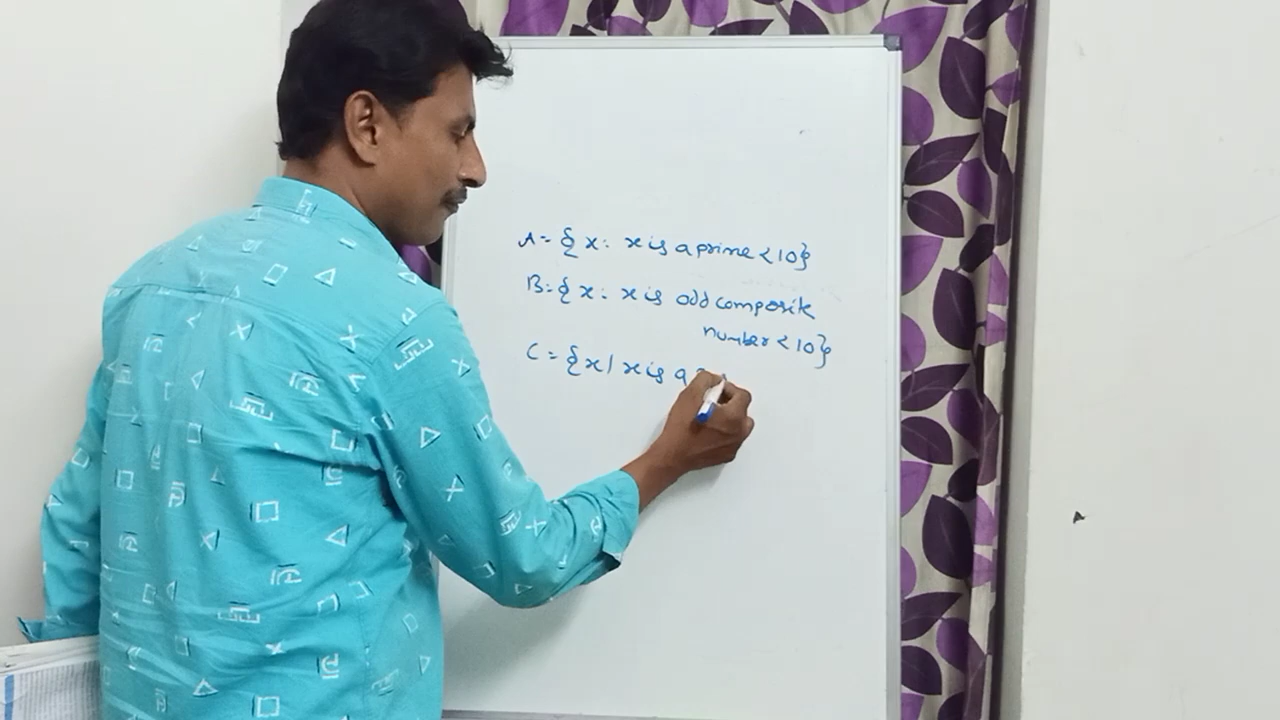 A = { x : x is a prime < 10}
B = { x : x is odd composite
number < 10}
C = { x / x is a